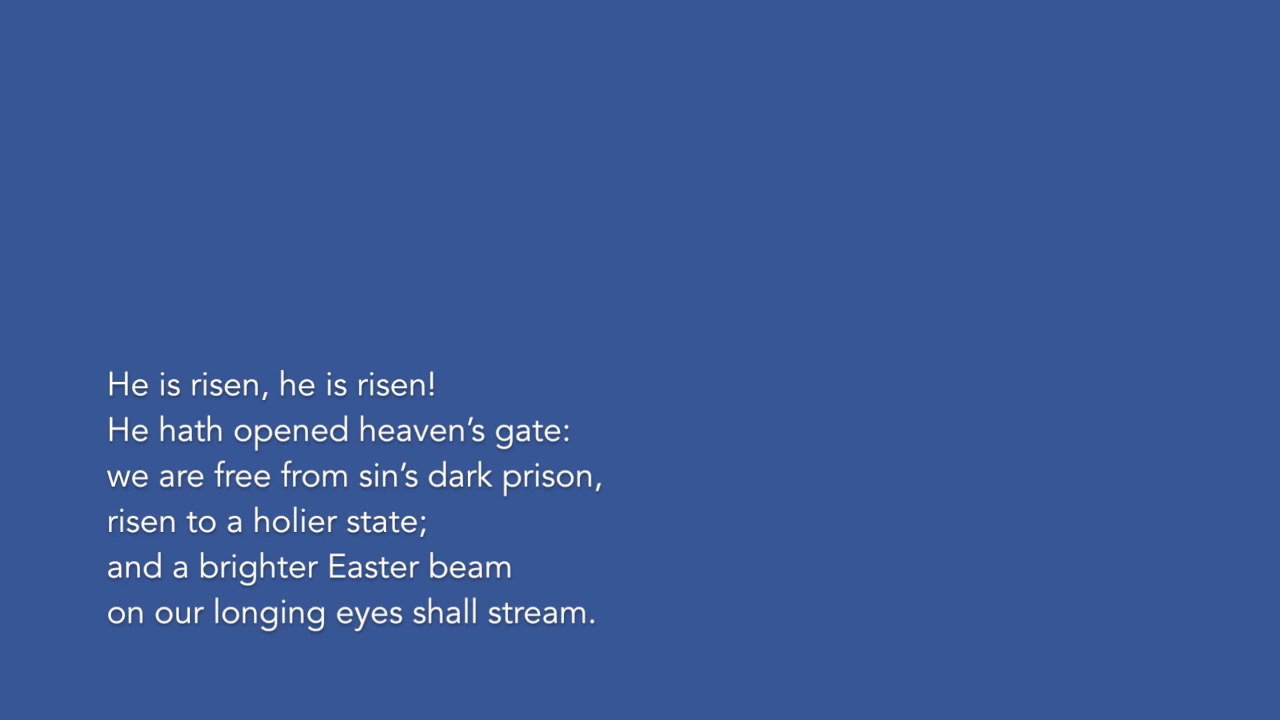 He is risen, he is risen!
He hath opened heaven’s gate:
we are free from sin’s dark prison,
risen to a holier state;
and a brighter Easter beam
on our longing eyes shall stream.